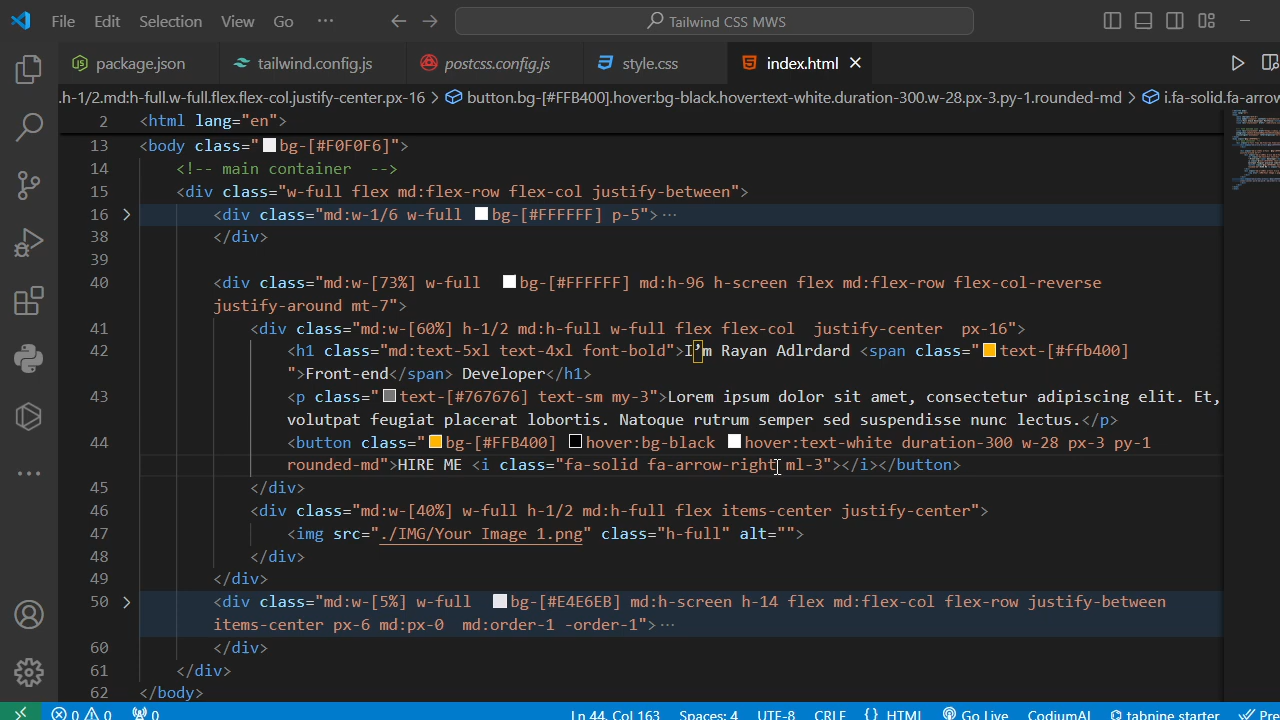 File Edit Selection View Go ··· Tailwind CSS MWS
package.json tailwind.config.js postcss.config.js style.css index.html
.h-1/2.md:h-full.w-full.flex.flex-col.justify-center.px-16 > button.bg-[#FFB400].hover:bg-black.hover:text-white.duration-300.w-28.px-3.py-1.rounded-md > i.fa-solid.fa-arrow
2 <html lang="en">
13 <body class="bg-[#F0F0F6]">
14 <!-- main container  -->
15 <div class="w-full flex md:flex-row flex-col justify-between">
16 <div class="md:w-1/6 w-full bg-[#FFFFFF] p-5">···
38 </div>
39
40 <div class="md:w-[73%] w-full  bg-[#FFFFFF] md:h-96 h-screen flex md:flex-row flex-col-reverse
justify-around mt-7">
41 <div class="md:w-[60%] h-1/2 md:h-full w-full flex flex-col  justify-center  px-16">
42 <h1 class="md:text-5xl text-4xl font-bold">I’m Rayan Adlrdard <span class="text-[#ffb400]
">Front-end</span> Developer</h1>
43 <p class="text-[#767676] text-sm my-3">Lorem ipsum dolor sit amet, consectetur adipiscing elit. Et,
volutpat feugiat placerat lobortis. Natoque rutrum semper sed suspendisse nunc lectus.</p>
44 <button class="bg-[#FFB400] hover:bg-black hover:text-white duration-300 w-28 px-3 py-1
rounded-md">HIRE ME <i class="fa-solid fa-arrow-right ml-3"></i></button>
45 </div>
46 <div class="md:w-[40%] w-full h-1/2 md:h-full flex items-center justify-center">
47 <img src="./IMG/Your Image 1.png" class="h-full" alt="">
48 </div>
49 </div>
50 <div class="md:w-[5%] w-full  bg-[#E4E6EB] md:h-screen h-14 flex md:flex-col flex-row justify-between
items-center px-6 md:px-0  md:order-1 -order-1">···
60 </div>
61 </div>
62 </body>
0 0 0 Ln 44, Col 163 Spaces: 4 UTF-8 CRLF {} HTML Go Live CodiumAI tabnine starter Pre